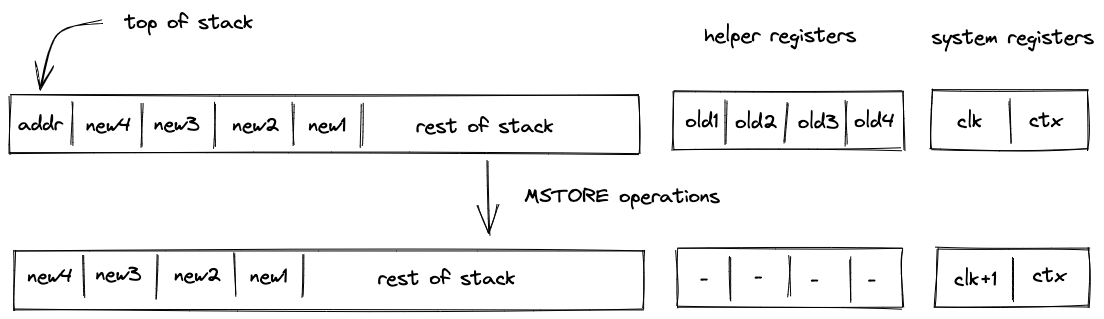 top of stack
helper registers
system registers
addr new4 new3 new2 new1 rest of stack old1 old2 old3 old4 clk ctx
MSTORE operations
new4 new3 new2 new1 rest of stack - - - - clk+1 ctx